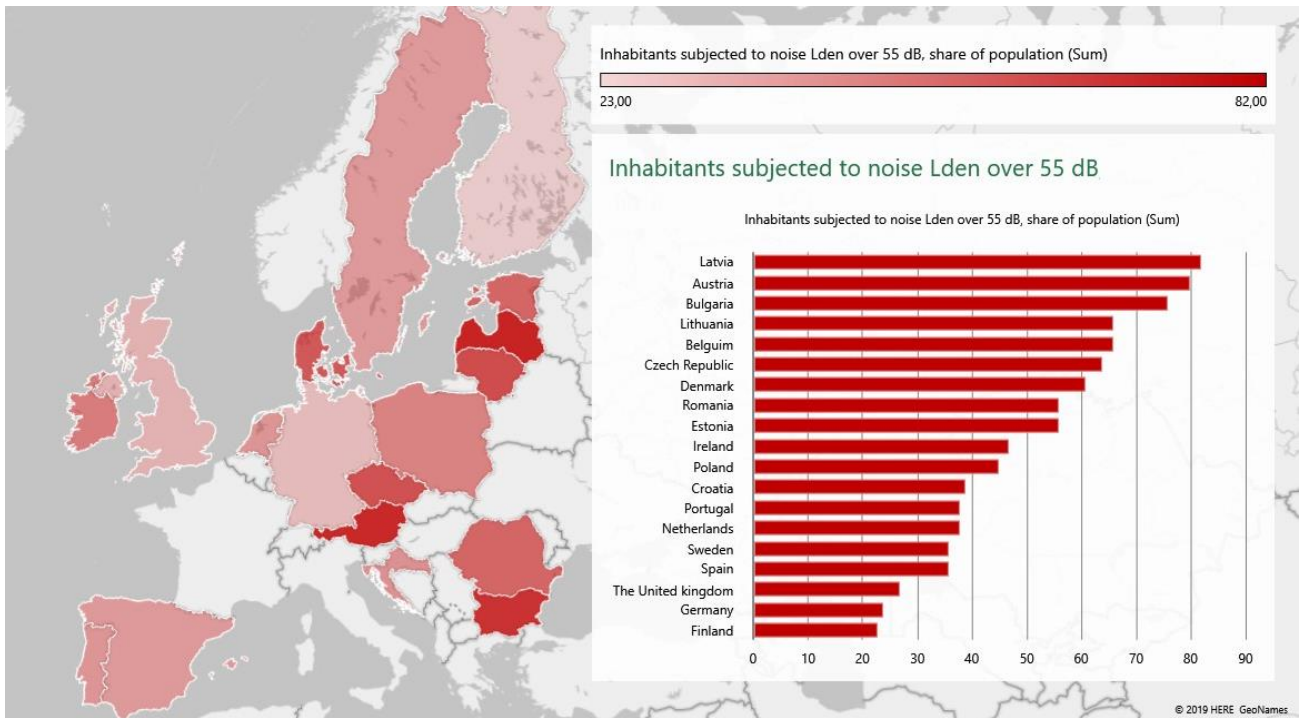 Inhabitants subjected to noise Lden over 55 dB, share of population (Sum)
23,00 82,00
Inhabitants subjected to noise Lden over 55 dB
Inhabitants subjected to noise Lden over 55 dB, share of population (Sum)
Latvia
Austria
Bulgaria
Lithuania
Belguim
Czech Republic
Denmark
Romania
Estonia
Ireland
Poland
Croatia
Portugal
Netherlands
Sweden
Spain
The United kingdom
Germany
Finland
0 10 20 30 40 50 60 70 80 90
© 2019 HERE GeoNames